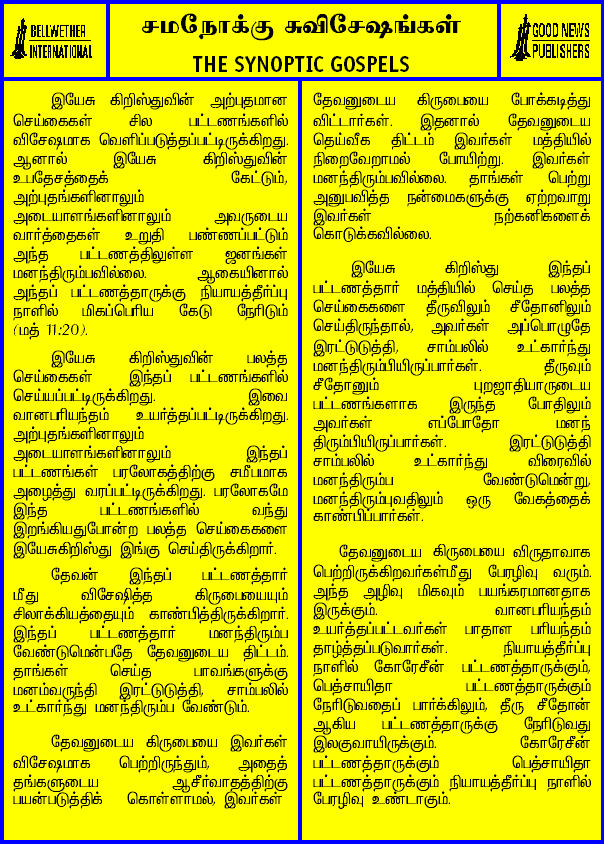 BELLWETHER
INTERNATIONAL
சமநோக்கு சுவிசேஷங்கள்
THE SYNOPTIC GOSPELS
GOOD NEWS
PUBLISHERS
இயேசு கிறிஸ்துவின் அற்புதமான
செய்கைகள் சில பட்டணங்களில்
விசேஷமாக வெளிப்படுத்தப்பட்டிருக்கிறது.
ஆனால் இயேசு கிறிஸ்துவின்
உபதேசத்தைக் கேட்டும்,
அற்புதங்களினாலும்
அடையாளங்களினாலும் அவருடைய
வார்த்தைகள் உறுதி பண்ணப்பட்டும்
அந்த பட்டணத்திலுள்ள ஜனங்கள்
மனந்திரும்பவில்லை. ஆகையினால்
அந்தப் பட்டணத்தாருக்கு நியாயத்தீர்ப்பு
நாளில் மிகப்பெரிய கேடு நேரிடும்
(மத் 11:20).
இயேசு கிறிஸ்துவின் பலத்த
செய்கைகள் இந்தப் பட்டணங்களில்
செய்யப்பட்டிருக்கிறது. இவை
வானபரியந்தம் உயர்த்தப்பட்டிருக்கிறது.
அற்புதங்களினாலும்
அடையாளங்களினாலும் இந்தப்
பட்டணங்கள் பரலோகத்திற்கு சமீபமாக
அழைத்து வரப்பட்டிருக்கிறது. பரலோகமே
இந்த பட்டணங்களில் வந்து
இறங்கியதுபோன்ற பலத்த செய்கைகளை
இயேசுகிறிஸ்து இங்கு செய்திருக்கிறார்.
தேவன் இந்தப் பட்டணத்தார்
மீது விசேஷித்த கிருபையையும்
சிலாக்கியத்தையும் காண்பித்திருக்கிறார்.
இந்தப் பட்டணத்தார் மனந்திரும்ப
வேண்டுமென்பதே தேவனுடைய திட்டம்.
தாங்கள் செய்த பாவங்களுக்கு
மனம்வருந்தி இரட்டுடுத்தி, சாம்பலில்
உட்கார்ந்து மனந்திரும்ப வேண்டும்.
தேவனுடைய கிருபையை இவர்கள்
விசேஷமாக பெற்றிருந்தும், அதைத்
தங்களுடைய ஆசீர்வாதத்திற்கு
பயன்படுத்திக் கொள்ளாமல், இவர்கள்
தேவனுடைய கிருபையை போக்கடித்து
விட்டார்கள். இதனால் தேவனுடைய
தெய்வீக திட்டம் இவர்கள் மத்தியில்
நிறைவேறாமல் போயிற்று. இவர்கள்
மனந்திரும்பவில்லை. தாங்கள் பெற்று
அனுபவித்த நன்மைகளுக்கு ஏற்றவாறு
இவர்கள் நற்கனிகளைக்
கொடுக்கவில்லை.
இயேசு கிறிஸ்து இந்தப்
பட்டணத்தார் மத்தியில் செய்த பலத்த
செய்கைகளை தீருவிலும் சீதோனிலும்
செய்திருந்தால், அவர்கள் அப்பொழுதே
இரட்டுடுத்தி, சாம்பலில் உட்கார்ந்து
மனந்திரும்பியிருப்பார்கள். தீருவும்
சீதோனும் புறஜாதியாருடைய
பட்டணங்களாக இருந்த போதிலும்
அவர்கள் எப்போதோ மனந்
திரும்பியிருப்பார்கள். இரட்டுடுத்தி
சாம்பலில் உட்கார்ந்து விரைவில்
மனந்திரும்ப வேண்டுமென்று,
மனந்திரும்புவதிலும் ஒரு வேகத்தைக்
காண்பிப்பார்கள்.
தேவனுடைய கிருபையை விருதாவாக
பெற்றிருக்கிறவர்கள்மீது பேரழிவு வரும்.
அந்த அழிவு மிகவும் பயங்கரமானதாக
இருக்கும். வானபரியந்தம்
உயர்த்தப்பட்டவர்கள் பாதாள பரியந்தம்
தாழ்த்தப்படுவார்கள். நியாயத்தீர்ப்பு
நாளில் கோரேசீன் பட்டணத்தாருக்கும்,
பெத்சாயிதா பட்டணத்தாருக்கும்
நேரிடுவதைப் பார்க்கிலும், தீரு சீதோன்
ஆகிய பட்டணத்தாருக்கு நேரிடுவது
இலகுவாயிருக்கும். கோரேசீன்
பட்டணத்தாருக்கும் பெத்சாயிதா
பட்டணத்தாருக்கும் நியாயத்தீர்ப்பு நாளில்
பேரழிவு உண்டாகும்.